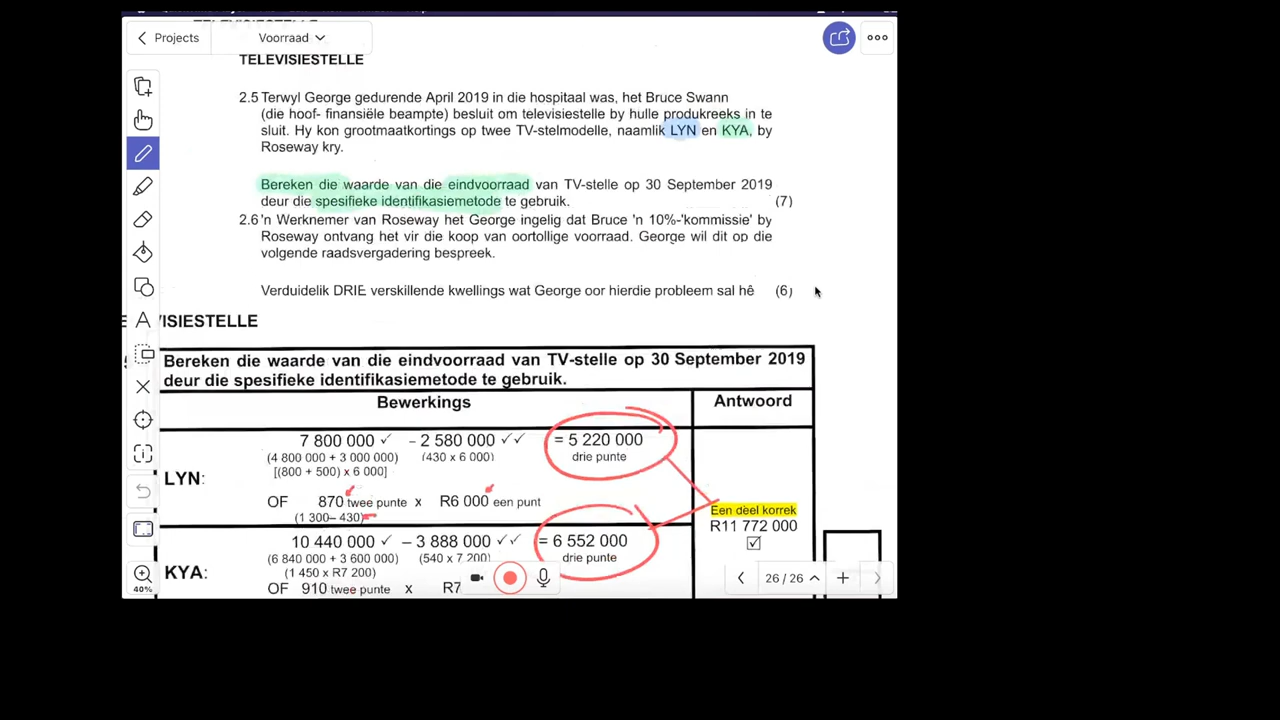 Projects
Voorraad
TELEVISIESTELLE
2.5 Terwyl George gedurende April 2019 in die hospitaal was, het Bruce Swann
(die hoof- finansiële beampte) besluit om televisiestelle by hulle produkreeks in te
sluit. Hy kon grootmaatkortings op twee TV-stelmodelle, naamlik LYN en KYA, by
Roseway kry.
Bereken die waarde van die eindvoorraad van TV-stelle op 30 September 2019
deur die spesifieke identifikasiemetode te gebruik. (7)
2.6 'n Werknemer van Roseway het George ingelig dat Bruce 'n 10%-'kommissie' by
Roseway ontvang het vir die koop van oortollige voorraad. George wil dit op die
volgende raadsvergadering bespreek.
Verduidelik DRIE verskillende kwellings wat George oor hierdie probleem sal hê (6)
VISIESTELLE
Bereken die waarde van die eindvoorraad van TV-stelle op 30 September 2019
deur die spesifieke identifikasiemetode te gebruik.
Bewerkings Antwoord
7 800 000 ✓ – 2 580 000 ✓✓ = 5 220 000
(4 800 000 + 3 000 000) (430 x 6 000) drie punte
[(800 + 500) x 6 000]
LYN:
OF 870 twee punte x R6 000 een punt
(1 300– 430)
Een deel korrek
R11 772 000
☑
10 440 000 ✓ – 3 888 000 ✓✓ = 6 552 000
(6 840 000 + 3 600 000) (540 x 7 200) drie punte
(1 450 x R7 200)
KYA:
OF 910 twee punte x R7
26 / 26
40%